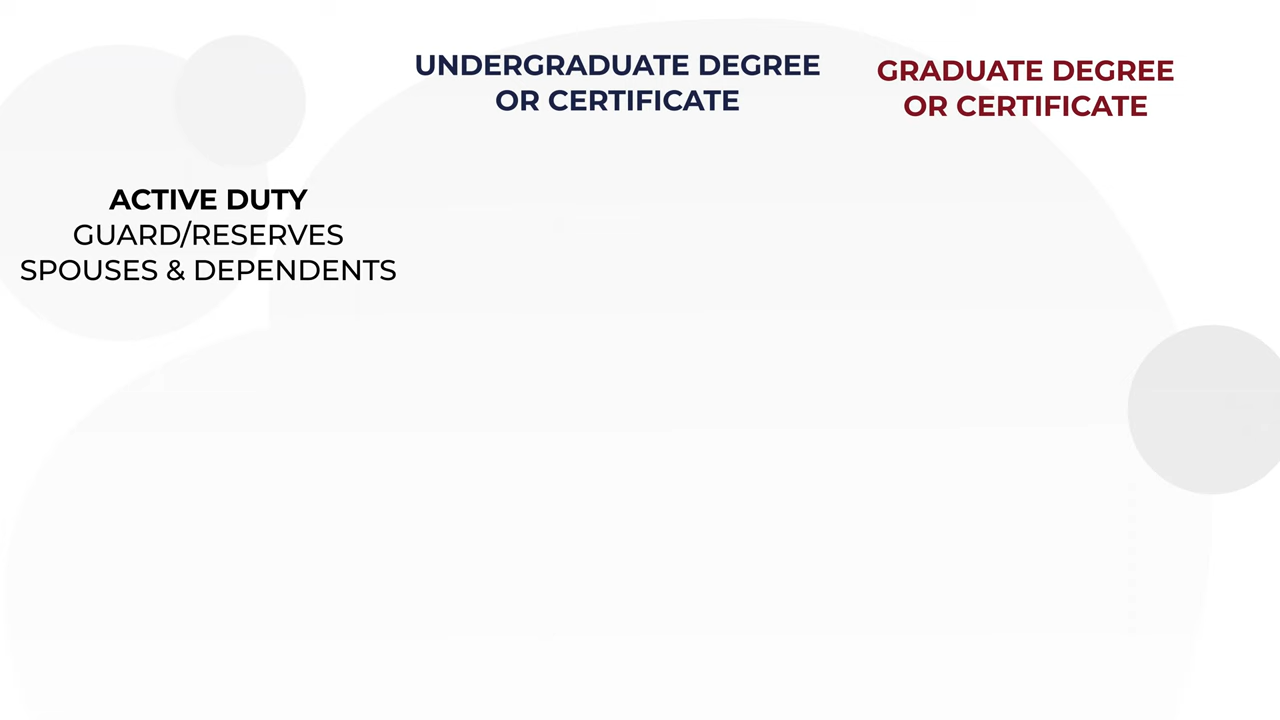 UNDERGRADUATE DEGREE
OR CERTIFICATE
GRADUATE DEGREE
OR CERTIFICATE
ACTIVE DUTY
GUARD/RESERVES
SPOUSES & DEPENDENTS